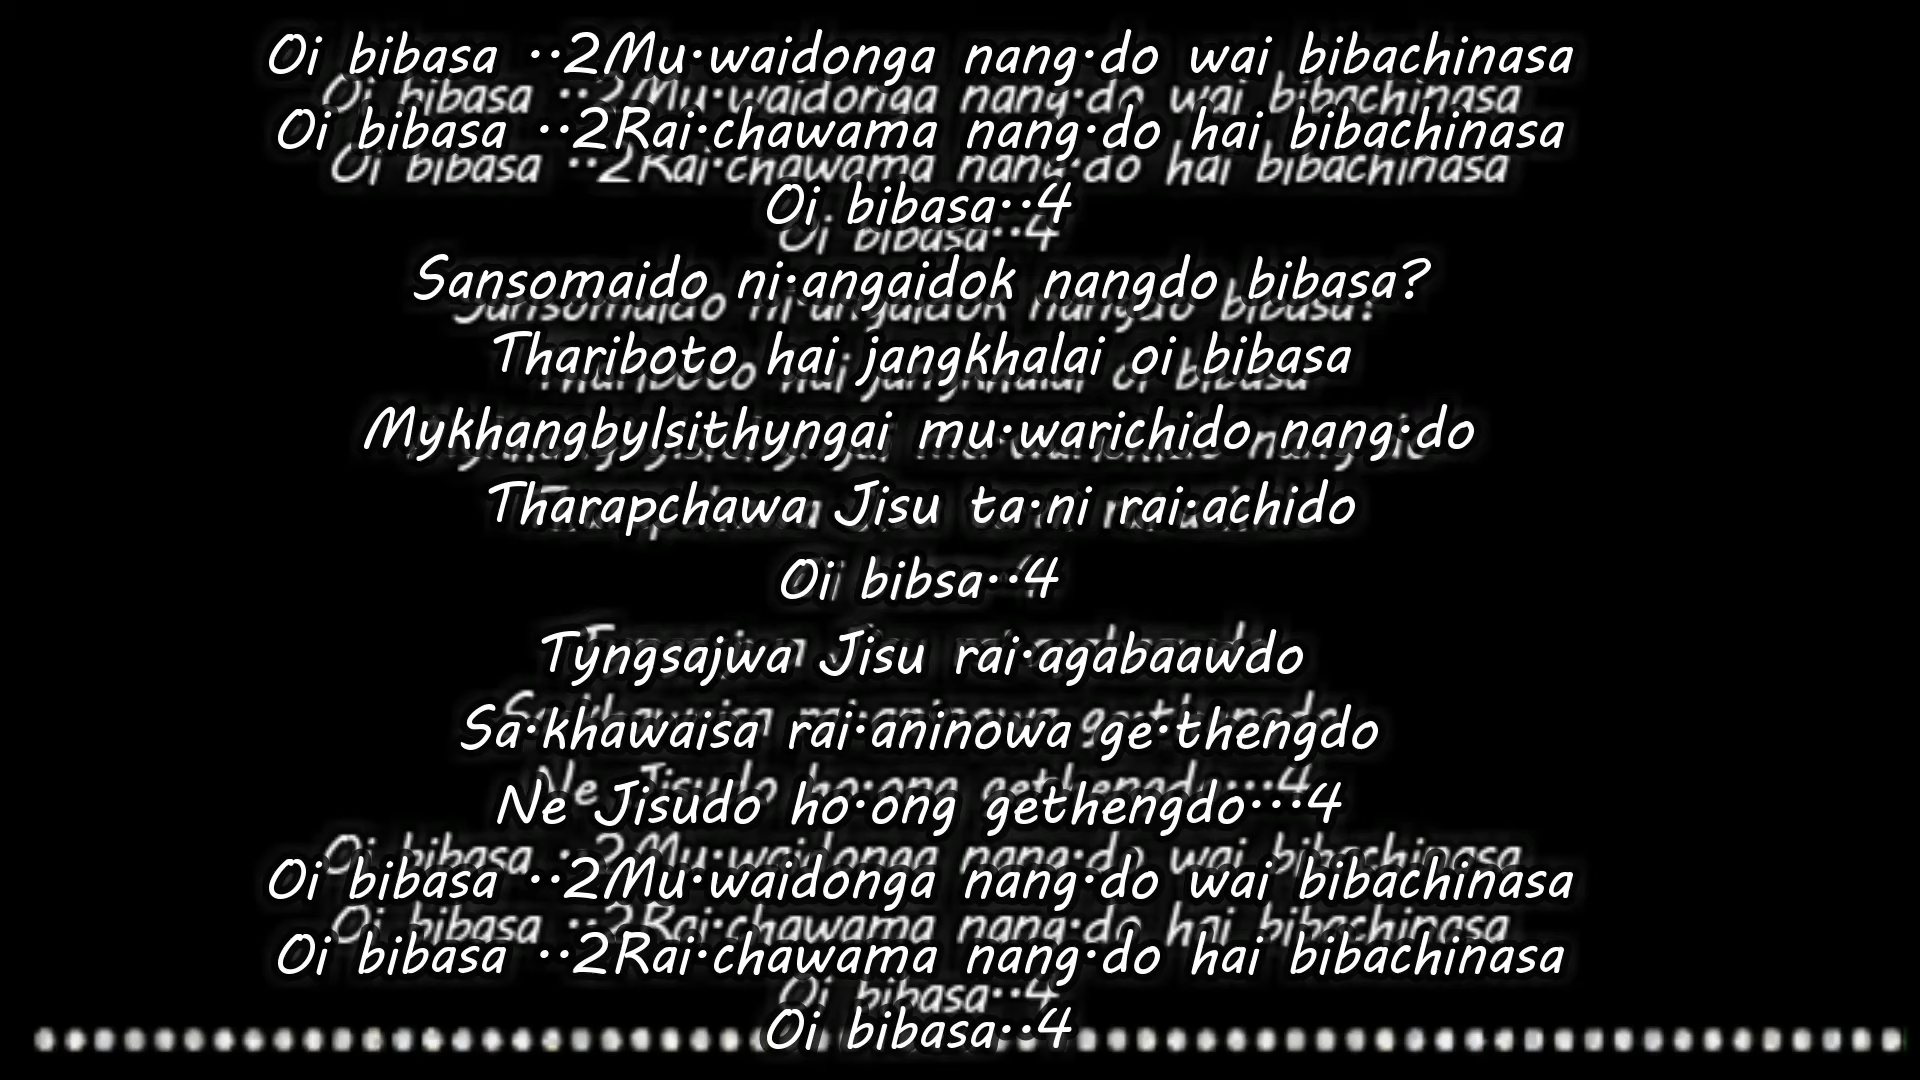 Oi bibasa ··2Mu·waidonga nang·do wai bibachinasa
Oi bibasa ··2Rai·chawama nang·do hai bibachinasa
Oi bibasa··4
Sansomaido ni·angaidok nangdo bibasa?
Thariboto hai jangkhalai oi bibasa
Mykhangbylsithyngai mu·warichido nang·do
Tharapchawa Jisu ta·ni rai·achido
Oi bibsa··4
Tyngsajwa Jisu rai·agabaawdo
Sa·khawaisa rai·aninowa ge·thengdo
Ne Jisudo ho·ong gethengdo···4
Oi bibasa ··2Mu·waidonga nang·do wai bibachinasa
Oi bibasa ··2Rai·chawama nang·do hai bibachinasa
Oi bibasa··4